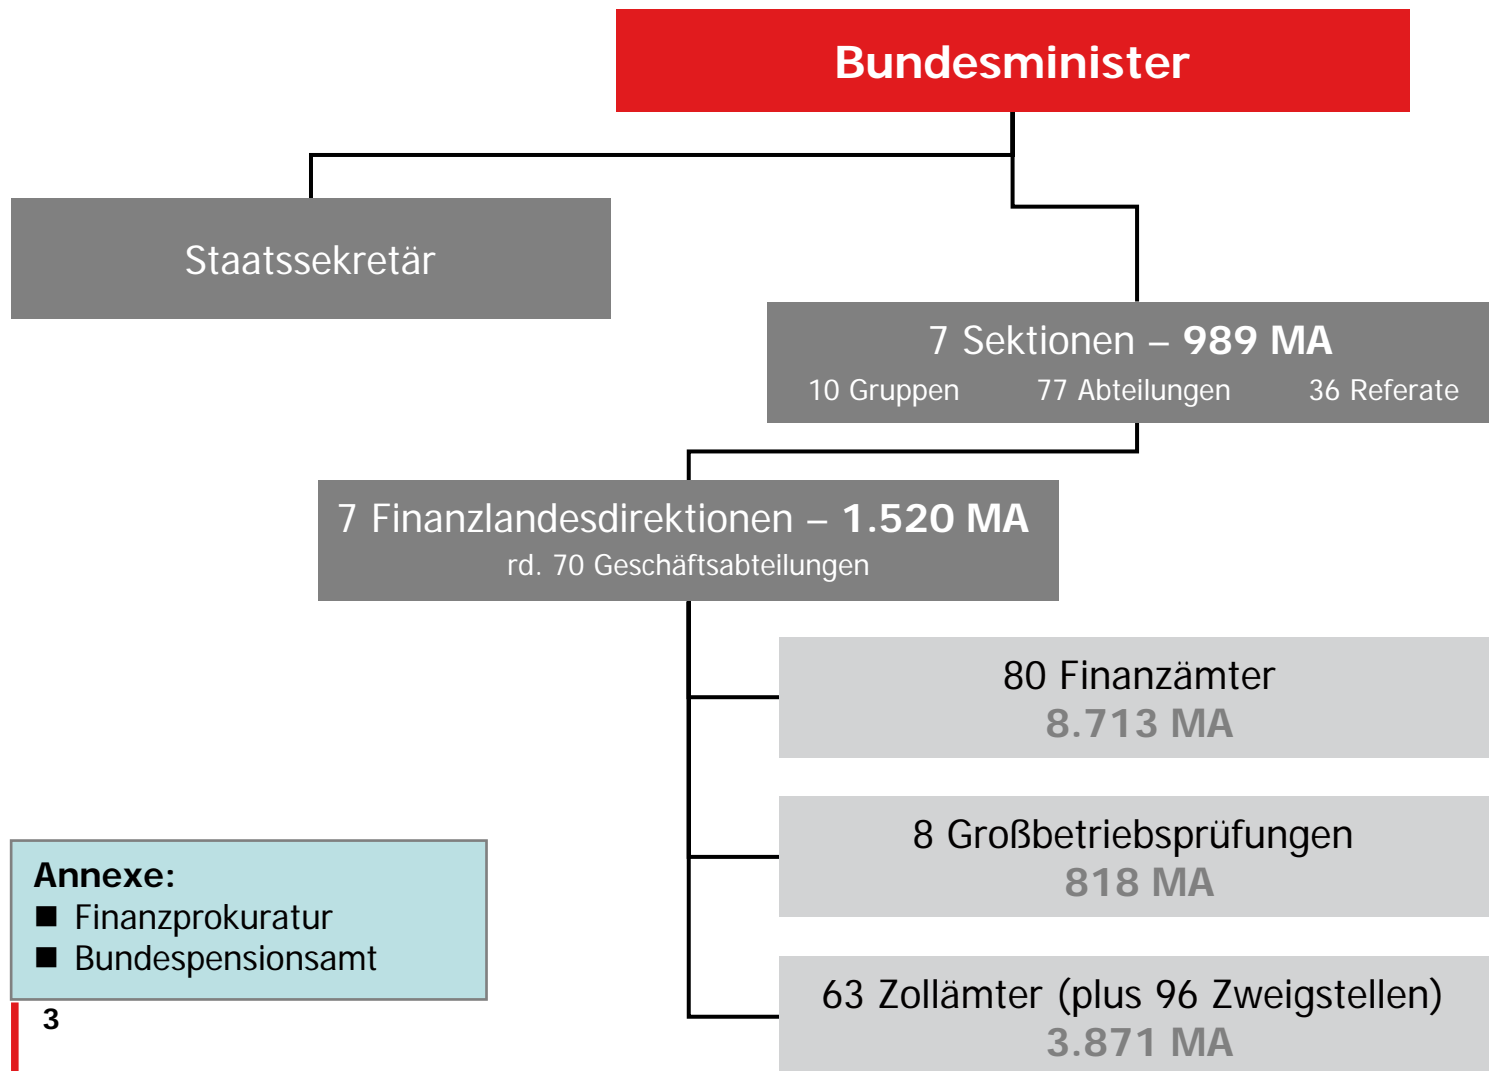 Bundesminister
Staatssekretär
7 Sektionen – 989 MA
10 Gruppen 77 Abteilungen 36 Referate
7 Finanzlandesdirektionen – 1.520 MA
rd. 70 Geschäftsabteilungen
80 Finanzämter
8.713 MA
8 Großbetriebsprüfungen
818 MA
63 Zollämter (plus 96 Zweigstellen)
3.871 MA
Annexe:
■ Finanzprokuratur
■ Bundespensionsamt
3